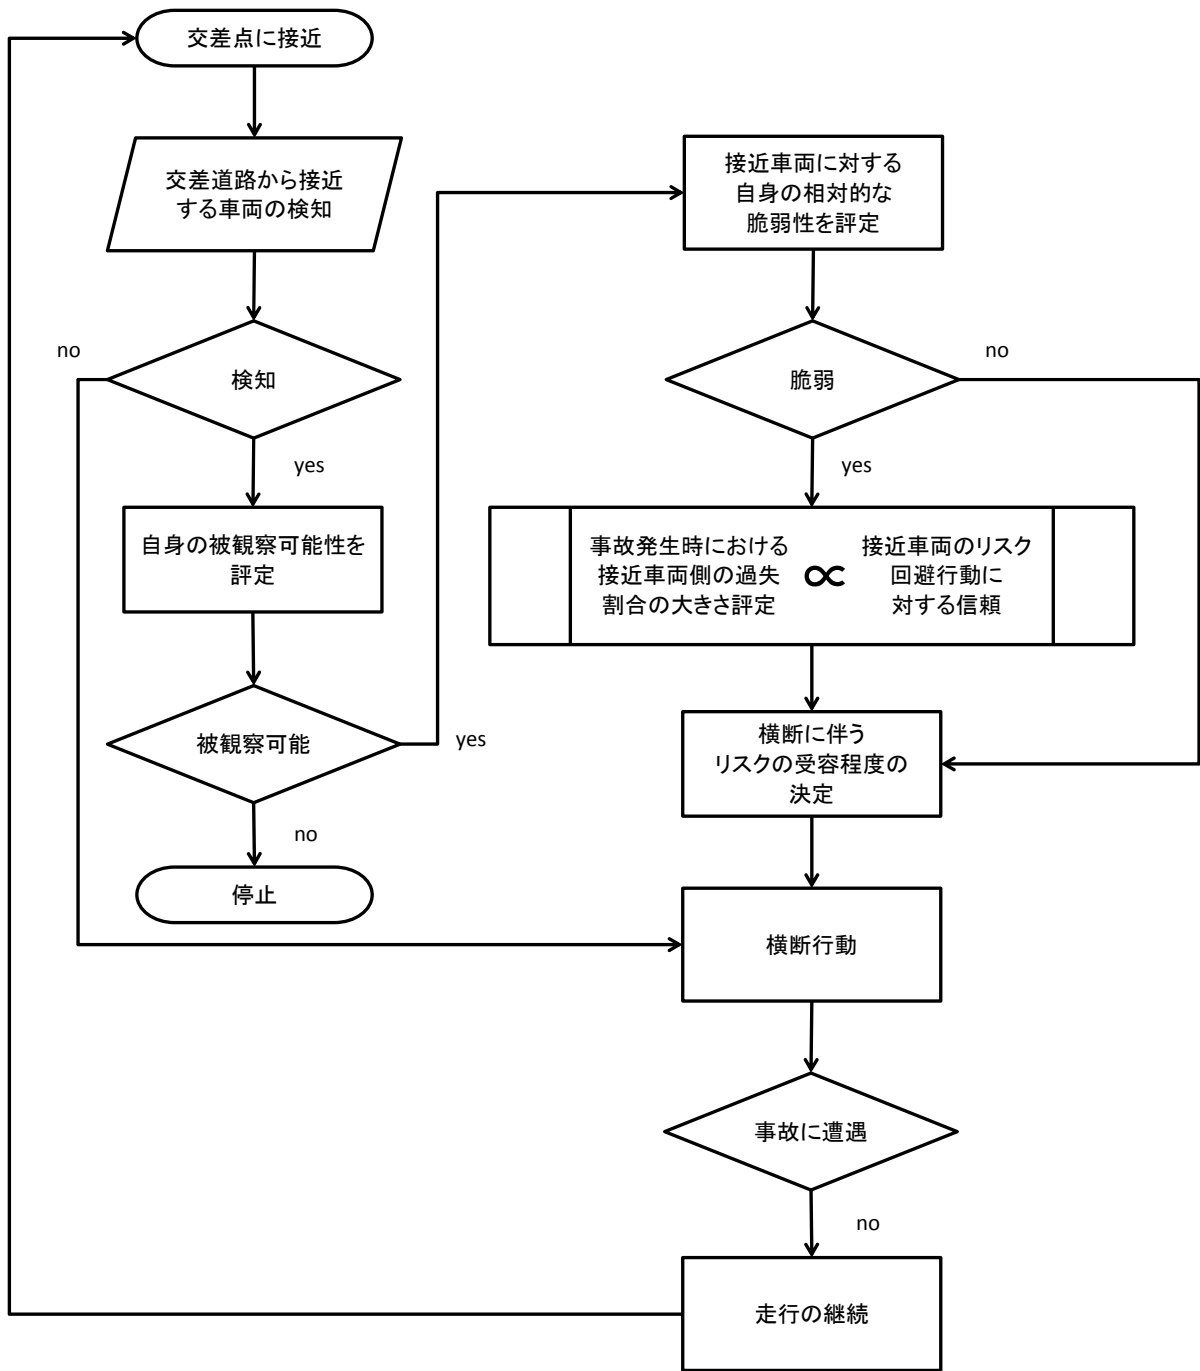 交差点に接近
交差道路から接近
する車両の検知
no
検知
yes
自身の被観察可能性を
評定
被観察可能
yes
no
停止
接近車両に対する
自身の相対的な
脆弱性を評定
脆弱
no
yes
事故発生時における
接近車両側の過失
割合の大きさ評定
∝
接近車両のリスク
回避行動に
対する信頼
横断に伴う
リスクの受容程度の
決定
横断行動
事故に遭遇
no
走行の継続